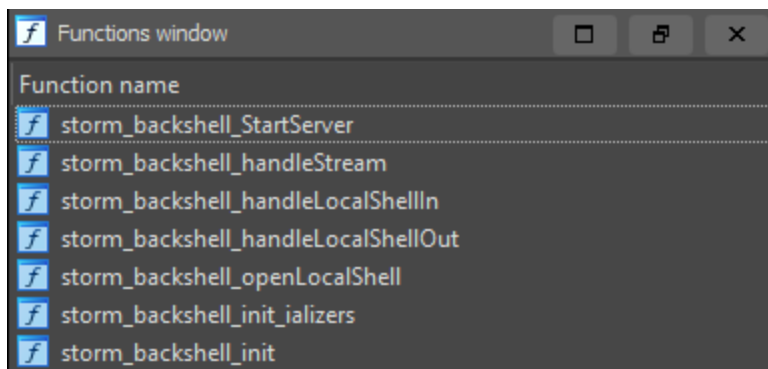 Functions window
Function name
storm_backshell_StartServer
storm_backshell_handleStream
storm_backshell_handleLocalShellIn
storm_backshell_handleLocalShellOut
storm_backshell_openLocalShell
storm_backshell_init_ializers
storm_backshell_init